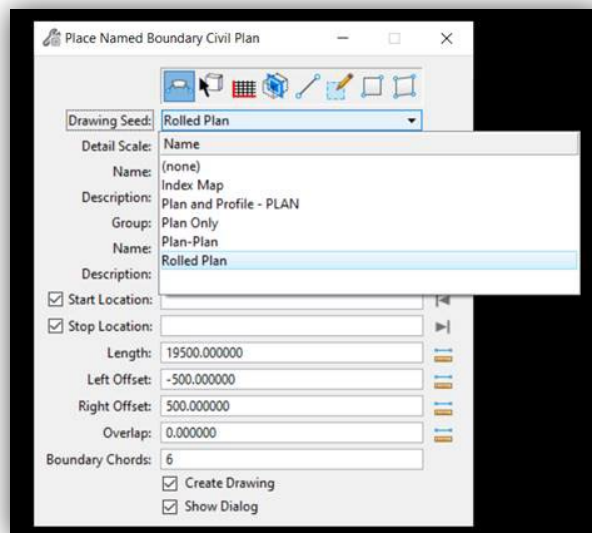 Place Named Boundary Civil Plan
Drawing Seed: Rolled Plan
Detail Scale: Name
Name: (none)
Index Map
Description: Plan and Profile - PLAN
Group: Plan Only
Name: Plan-Plan
Description: Rolled Plan
Start Location:
Stop Location:
Length: 19500.000000
Left Offset: -500.000000
Right Offset: 500.000000
Overlap: 0.000000
Boundary Chords: 6
Create Drawing
Show Dialog